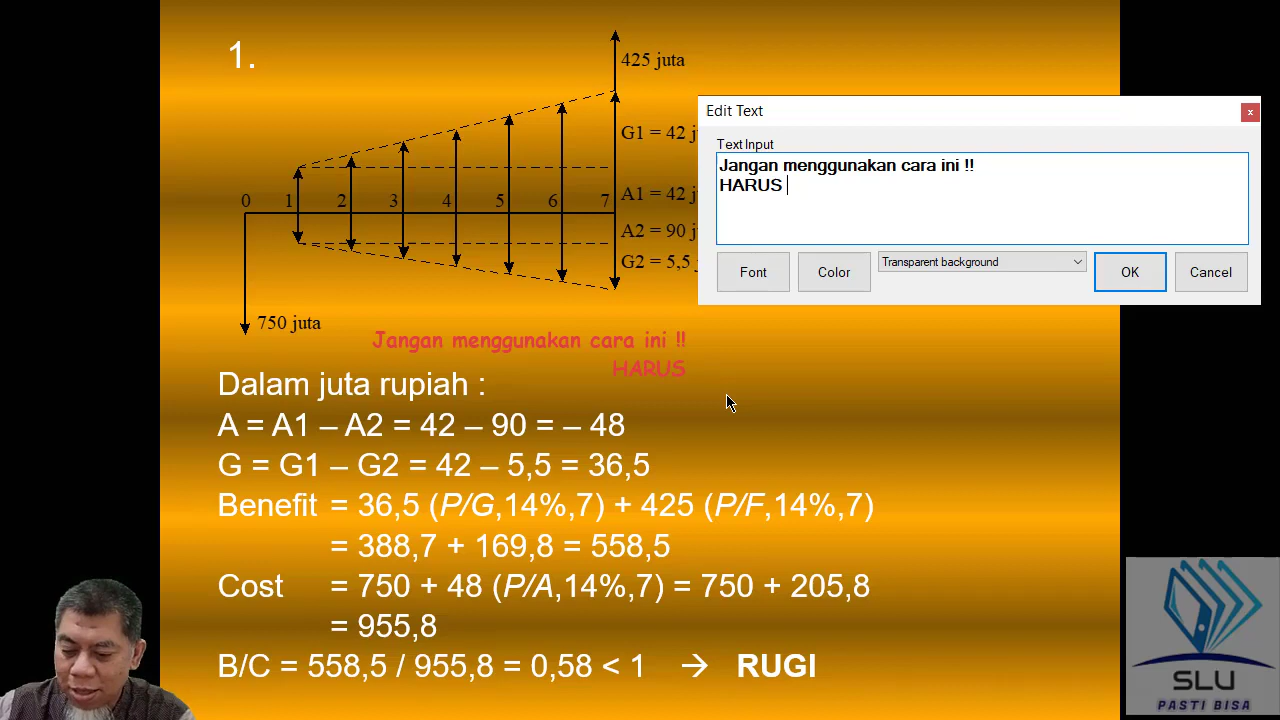 1.
425 juta
G1 = 42 j
A1 = 42 j
A2 = 90 j
G2 = 5,5
0 1 2 3 4 5 6 7
750 juta
Edit Text
x
Text Input
Jangan menggunakan cara ini !!
HARUS
Font
Color
Transparent background
OK
Cancel
Jangan menggunakan cara ini !!
HARUS
Dalam juta rupiah :
A = A1 – A2 = 42 – 90 = – 48
G = G1 – G2 = 42 – 5,5 = 36,5
Benefit = 36,5 (P/G,14%,7) + 425 (P/F,14%,7)
= 388,7 + 169,8 = 558,5
Cost = 750 + 48 (P/A,14%,7) = 750 + 205,8
= 955,8
B/C = 558,5 / 955,8 = 0,58 < 1 → RUGI
SLU
PASTI BISA